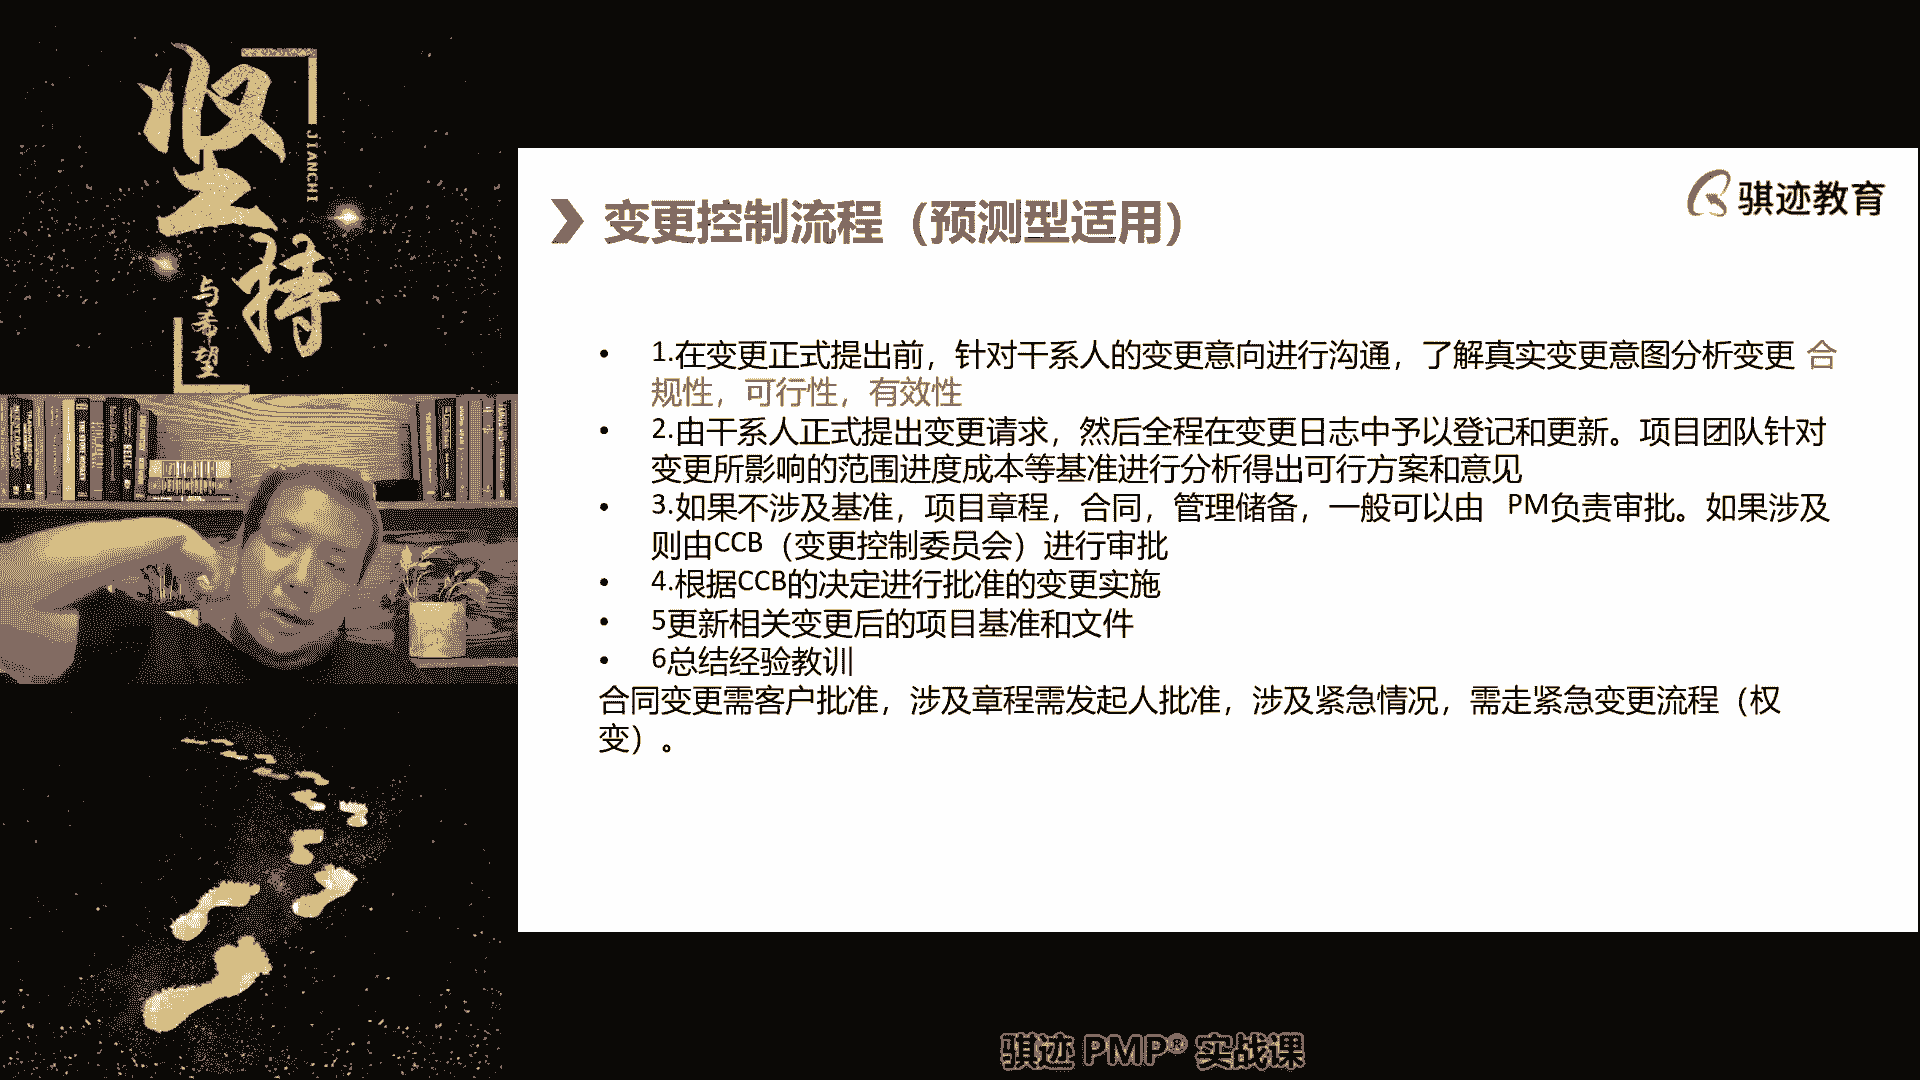 坚持
JIANCHI
与希望
骐迹教育
变更控制流程（预测型适用）
• 1.在变更正式提出前，针对干系人的变更意向进行沟通，了解真实变更意图分析变更 合
规性，可行性，有效性
• 2.由干系人正式提出变更请求，然后全程在变更日志中予以登记和更新。项目团队针对
变更所影响的范围进度成本等基准进行分析得出可行方案和意见
• 3.如果不涉及基准，项目章程，合同，管理储备，一般可以由 PM负责审批。如果涉及
则由CCB（变更控制委员会）进行审批
• 4.根据CCB的决定进行批准的变更实施
• 5更新相关变更后的项目基准和文件
• 6总结经验教训
合同变更需客户批准，涉及章程需发起人批准，涉及紧急情况，需走紧急变更流程（权
变）。
骐迹 PMP® 实战课